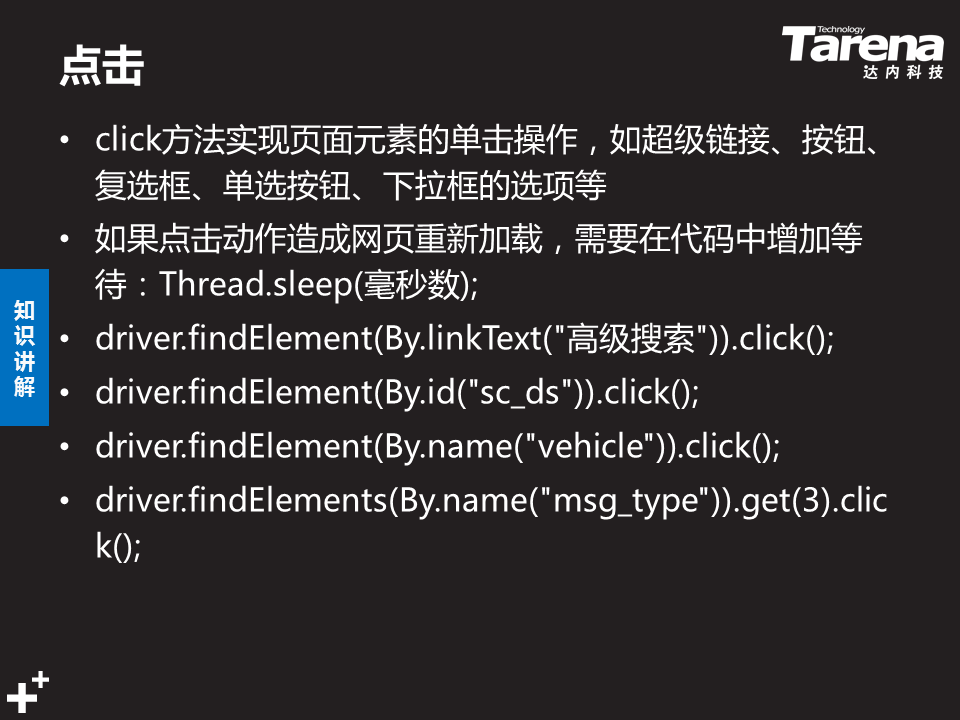 点击
Technology
Tarena
达内科技
• click方法实现页面元素的单击操作，如超级链接、按钮、
复选框、单选按钮、下拉框的选项等
• 如果点击动作造成网页重新加载，需要在代码中增加等
待：Thread.sleep(毫秒数);
• driver.findElement(By.linkText("高级搜索")).click();
• driver.findElement(By.id("sc_ds")).click();
• driver.findElement(By.name("vehicle")).click();
• driver.findElements(By.name("msg_type")).get(3).clic
k();
知
识
讲
解